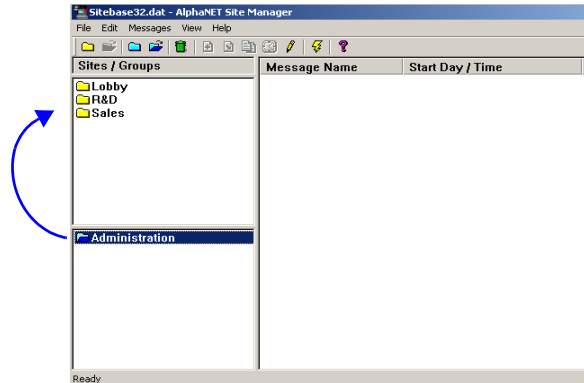 Sitebase32.dat - AlphaNET Site Manager
File Edit Messages View Help
Sites / Groups Message Name Start Day / Time
Lobby
R&D
Sales
Administration
Ready